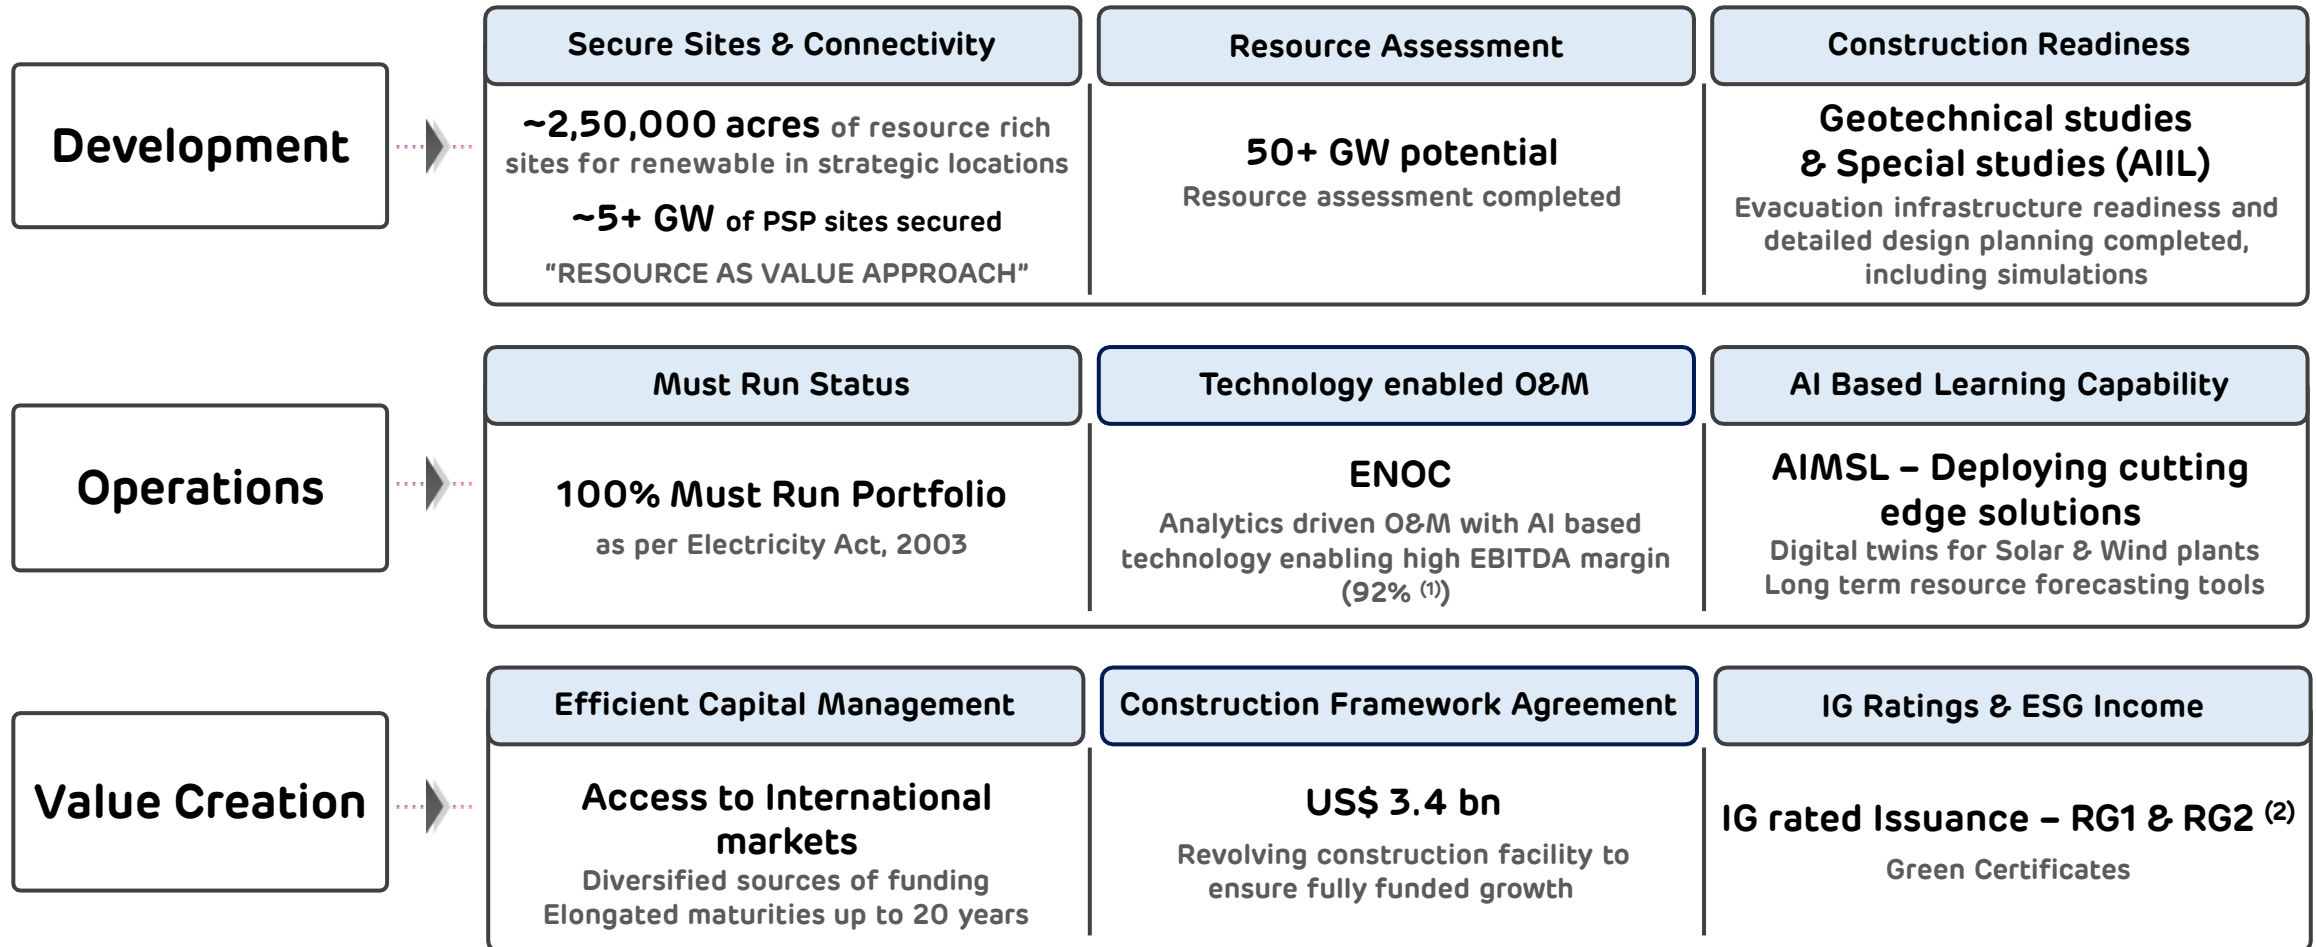 Development
Secure Sites & Connectivity
~2,50,000 acres of resource rich
sites for renewable in strategic locations
~5+ GW of PSP sites secured
“RESOURCE AS VALUE APPROACH”
Resource Assessment
50+ GW potential
Resource assessment completed
Construction Readiness
Geotechnical studies
& Special studies (AIIL)
Evacuation infrastructure readiness and
detailed design planning completed,
including simulations
Operations
Must Run Status
100% Must Run Portfolio
as per Electricity Act, 2003
Technology enabled O&M
ENOC
Analytics driven O&M with AI based
technology enabling high EBITDA margin
(92% (1))
AI Based Learning Capability
AIMSL – Deploying cutting
edge solutions
Digital twins for Solar & Wind plants
Long term resource forecasting tools
Value Creation
Efficient Capital Management
Access to International
markets
Diversified sources of funding
Elongated maturities up to 20 years
Construction Framework Agreement
US$ 3.4 bn
Revolving construction facility to
ensure fully funded growth
IG Ratings & ESG Income
IG rated Issuance – RG1 & RG2 (2)
Green Certificates